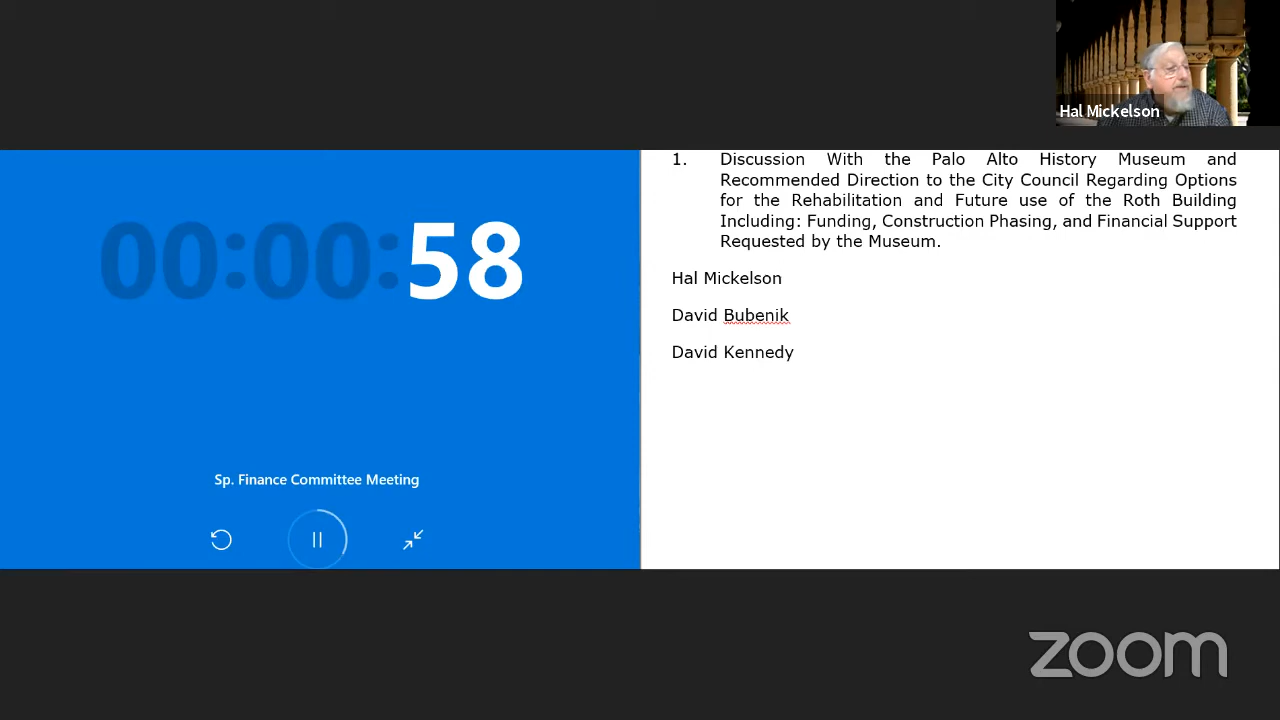 Hal Mickelson
00:00:58
Sp. Finance Committee Meeting
1. Discussion With the Palo Alto History Museum and
Recommended Direction to the City Council Regarding Options
for the Rehabilitation and Future use of the Roth Building
Including: Funding, Construction Phasing, and Financial Support
Requested by the Museum.
Hal Mickelson
David Bubenik
David Kennedy
zoom